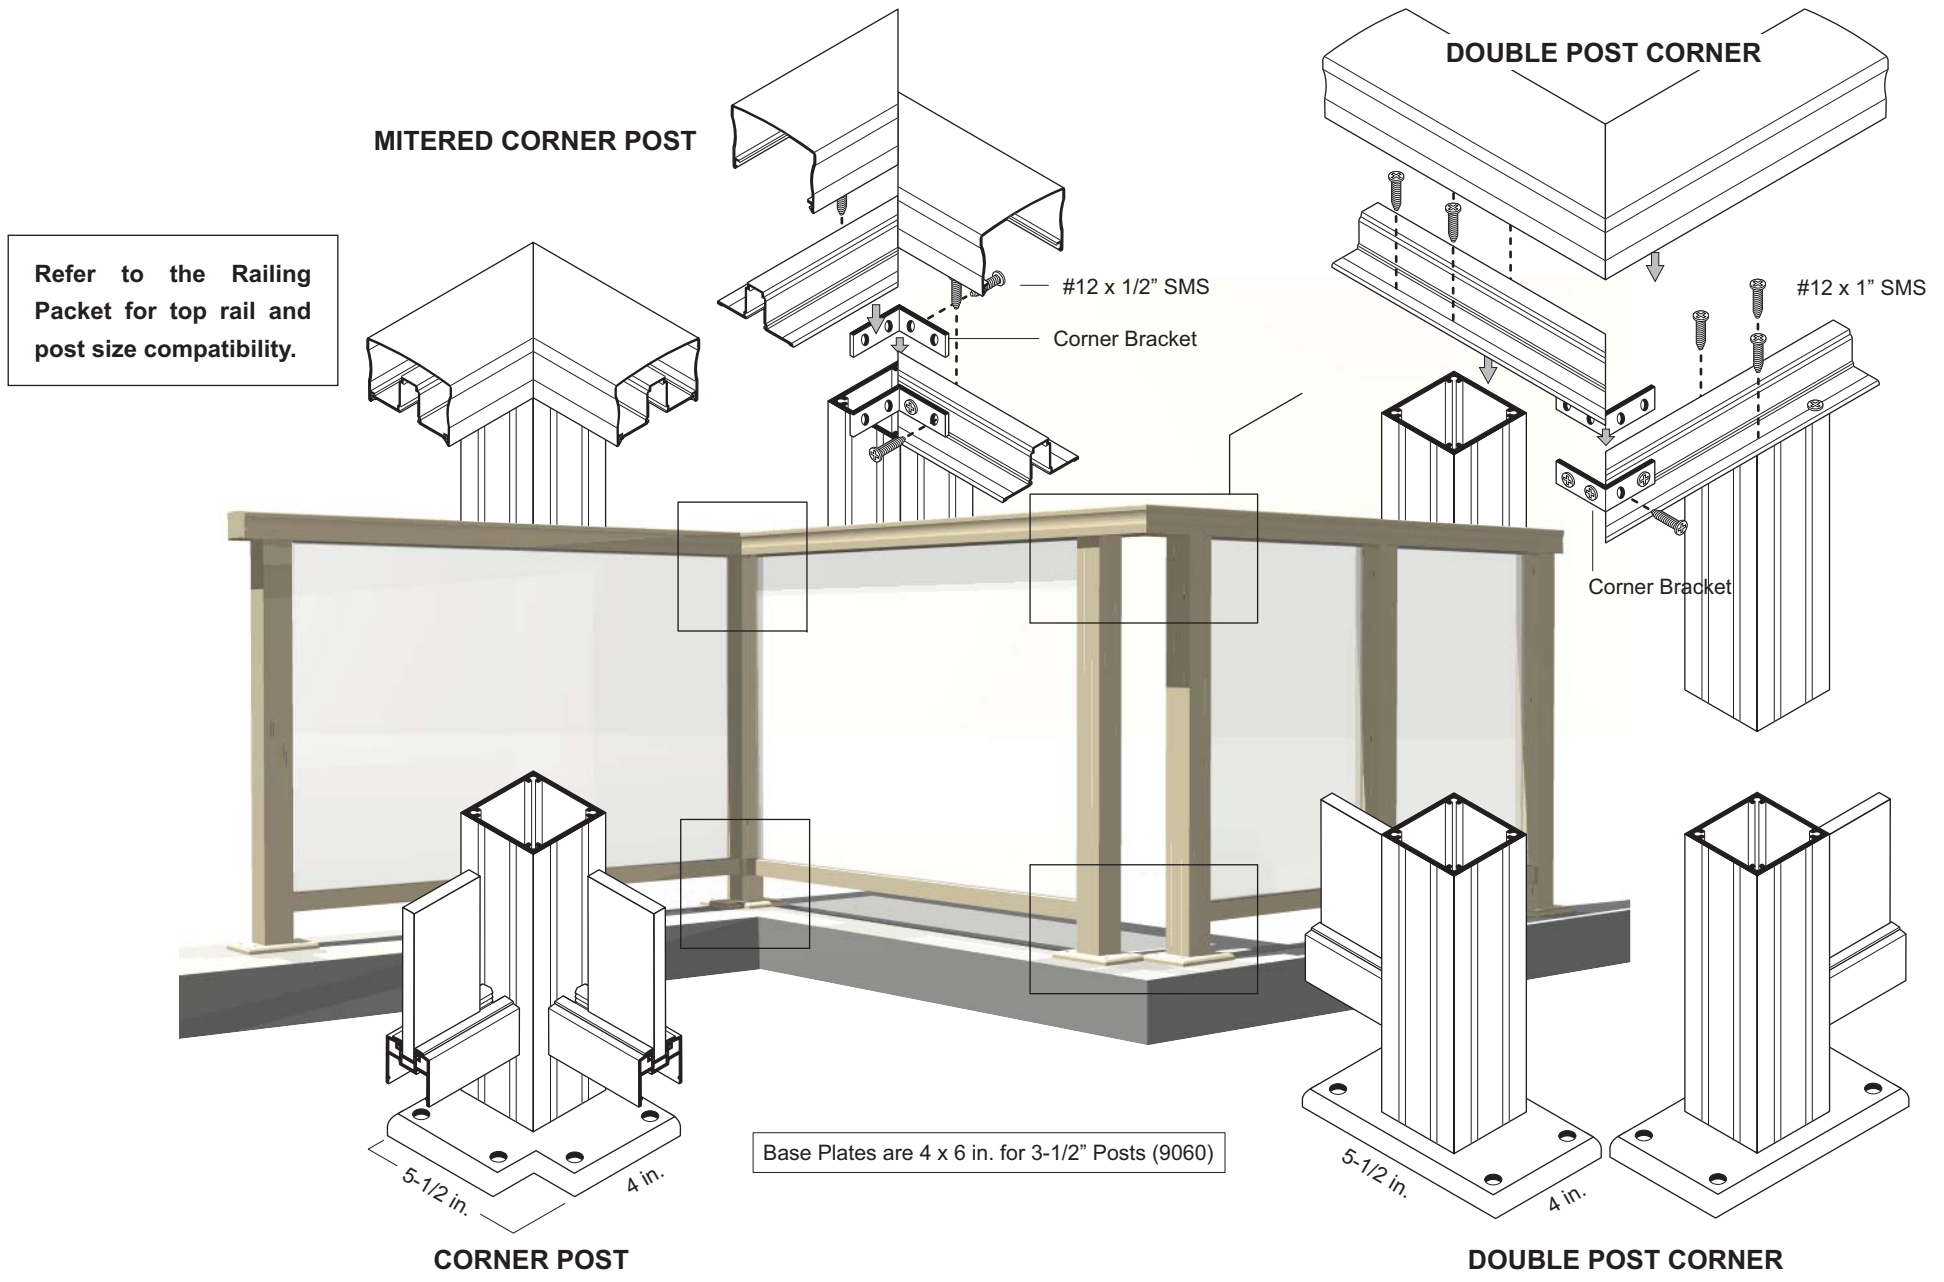 DOUBLE POST CORNER
MITERED CORNER POST
Refer to the Railing
Packet for top rail and
post size compatibility.
#12 x 1/2” SMS
Corner Bracket
#12 x 1” SMS
Corner Bracket
Base Plates are 4 x 6 in. for 3-1/2” Posts (9060)
5-1/2 in.
4 in.
5-1/2 in.
4 in.
CORNER POST
DOUBLE POST CORNER